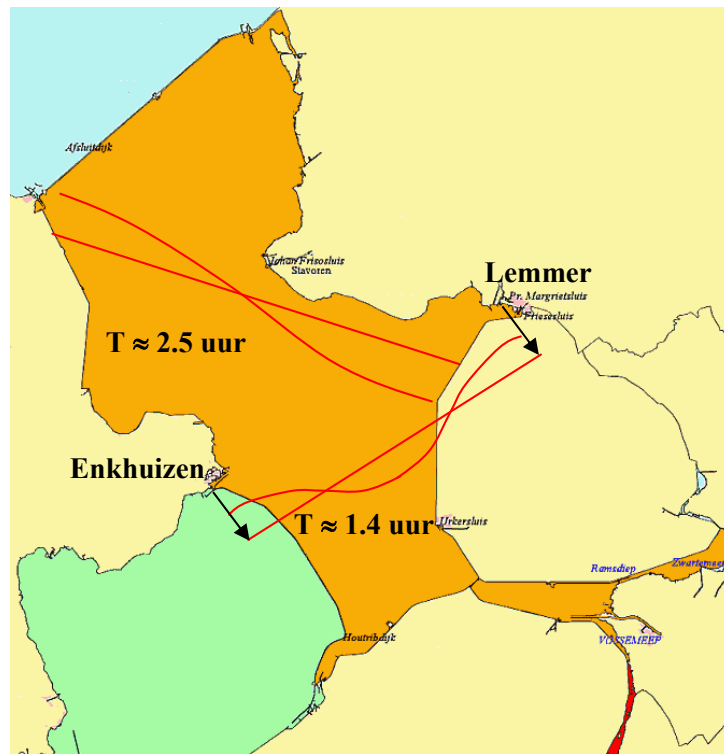 Afsluitdijk
Johan Frisosluis
Stavoren
Lemmer
Pr. Margrietsluis
Friesesluis
T ≈ 2.5 uur
Enkhuizen
T ≈ 1.4 uur
Urkersluis
Ramsdiep
Zwartemeer
Houtribdijk
VOSSEMEER